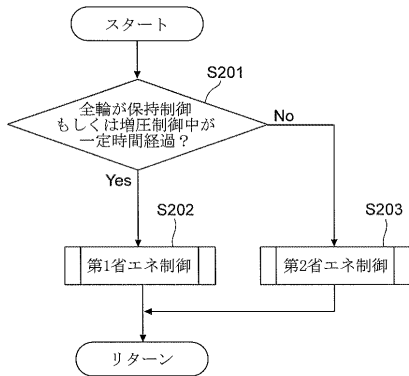 スタート
S201
全輪が保持制御
もしくは増圧制御中が
一定時間経過？
No
Yes
S202
第1省エネ制御
S203
第2省エネ制御
リターン